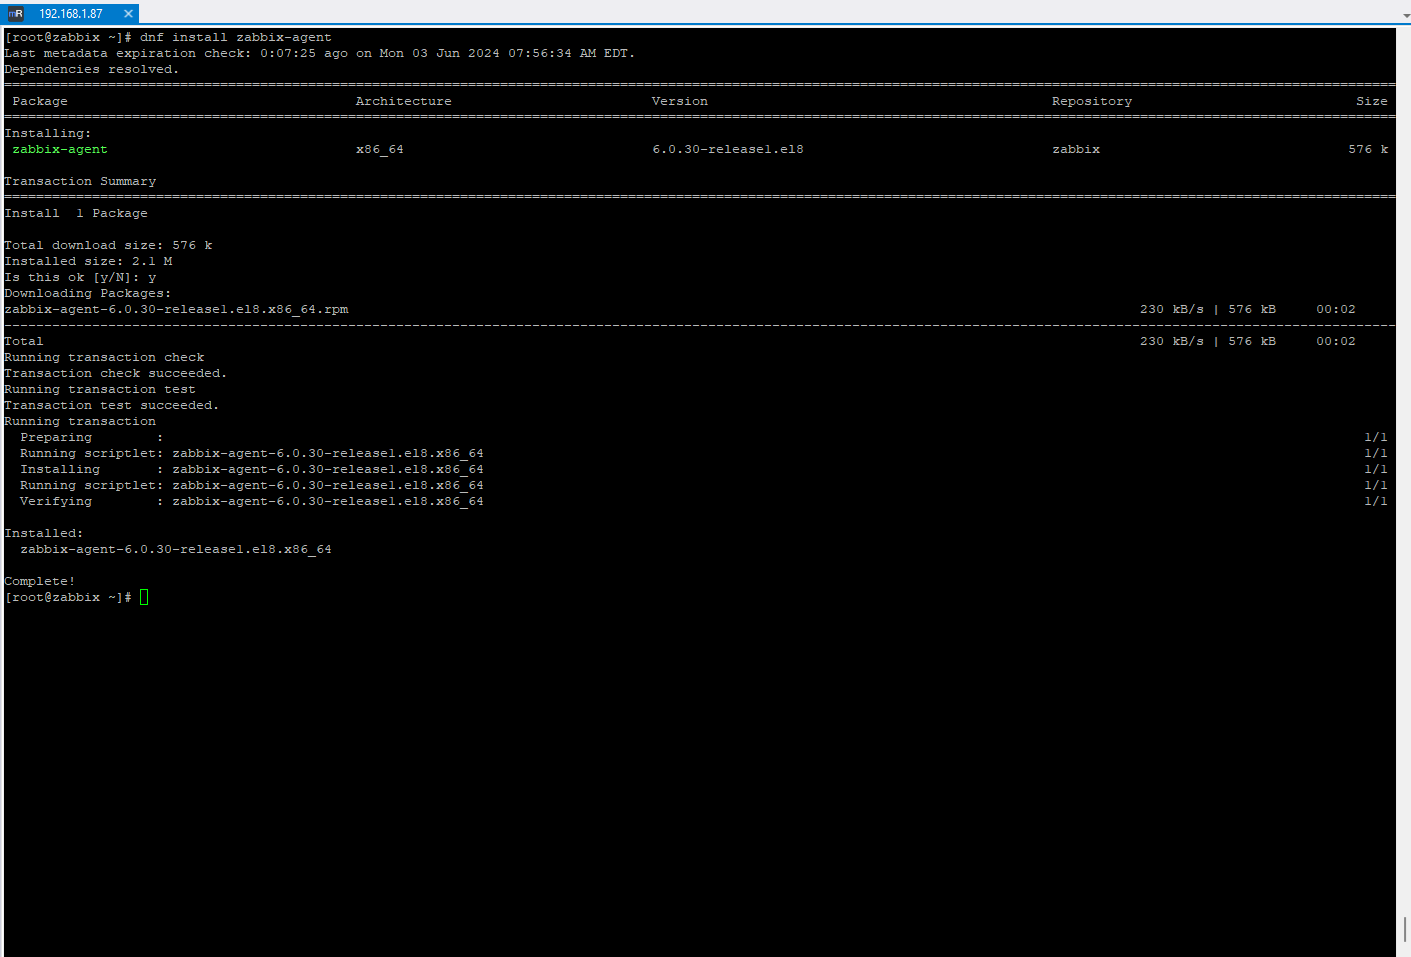 mR 192.168.1.87
[root@zabbix ~]# dnf install zabbix-agent
Last metadata expiration check: 0:07:25 ago on Mon 03 Jun 2024 07:56:34 AM EDT.
Dependencies resolved.
Package Architecture Version Repository Size
Installing:
zabbix-agent x86_64 6.0.30-release1.el8 zabbix 576 k
Transaction Summary
Install 1 Package
Total download size: 576 k
Installed size: 2.1 M
Is this ok [y/N]: y
Downloading Packages:
zabbix-agent-6.0.30-release1.el8.x86_64.rpm 230 kB/s | 576 kB 00:02
Total 230 kB/s | 576 kB 00:02
Running transaction check
Transaction check succeeded.
Running transaction test
Transaction test succeeded.
Running transaction
Preparing : 1/1
Running scriptlet: zabbix-agent-6.0.30-release1.el8.x86_64 1/1
Installing : zabbix-agent-6.0.30-release1.el8.x86_64 1/1
Running scriptlet: zabbix-agent-6.0.30-release1.el8.x86_64 1/1
Verifying : zabbix-agent-6.0.30-release1.el8.x86_64 1/1
Installed:
zabbix-agent-6.0.30-release1.el8.x86_64
Complete!
[root@zabbix ~]#